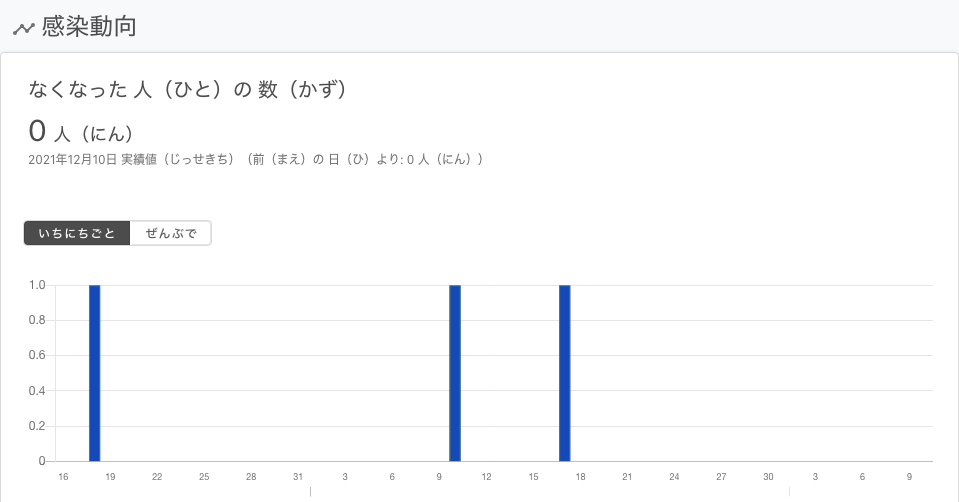 感染動向
なくなった 人（ひと）の 数（かず）
0 人（にん）
2021年12月10日 実績値（じっせきち）（前（まえ）の 日（ひ）より: 0 人（にん））
いちにちごと ぜんぶで
1.0
0.8
0.6
0.4
0.2
0
16 19 22 25 28 31 3 6 9 12 15 18 21 24 27 30 3 6 9